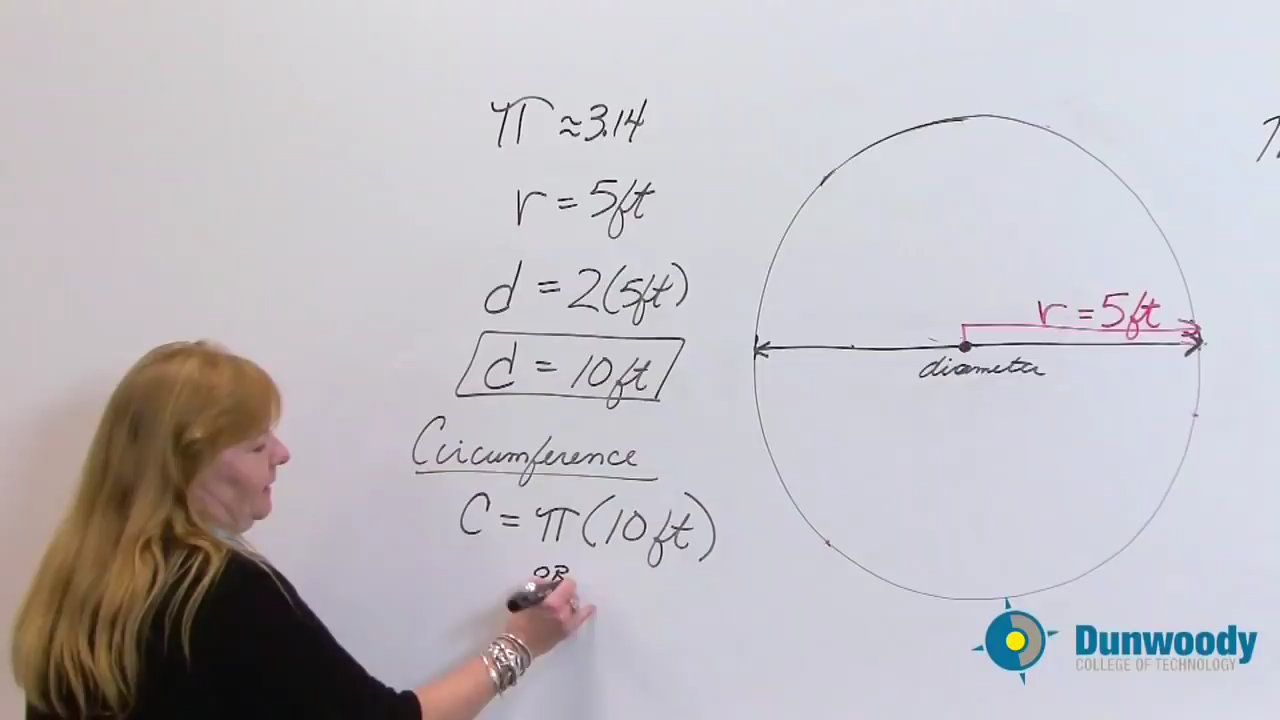 π ≈ 3.14
r = 5ft
d = 2(5ft)
d = 10ft
Circumference
C = π(10ft)
OR
r = 5ft
diameter
π
Dunwoody
COLLEGE OF TECHNOLOGY